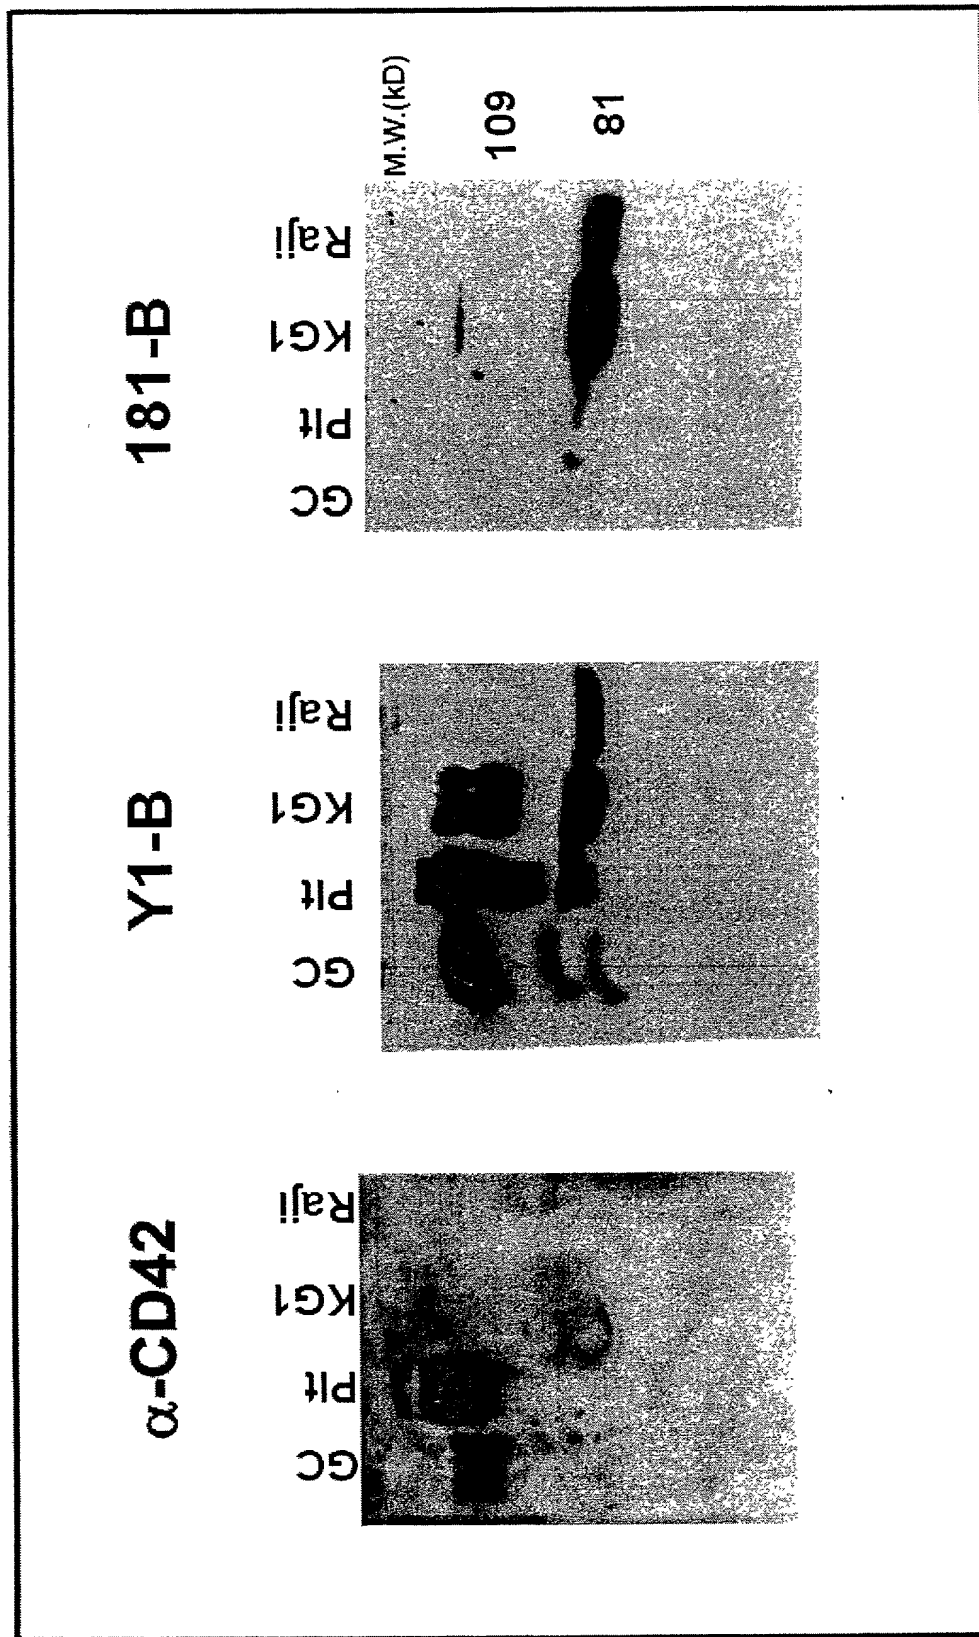 α-CD42
Y1-B
181-B
GC
Plt
KG1
Raji
GC
Plt
KG1
Raji
GC
Plt
KG1
Raji
M.W.(kD)
109
81